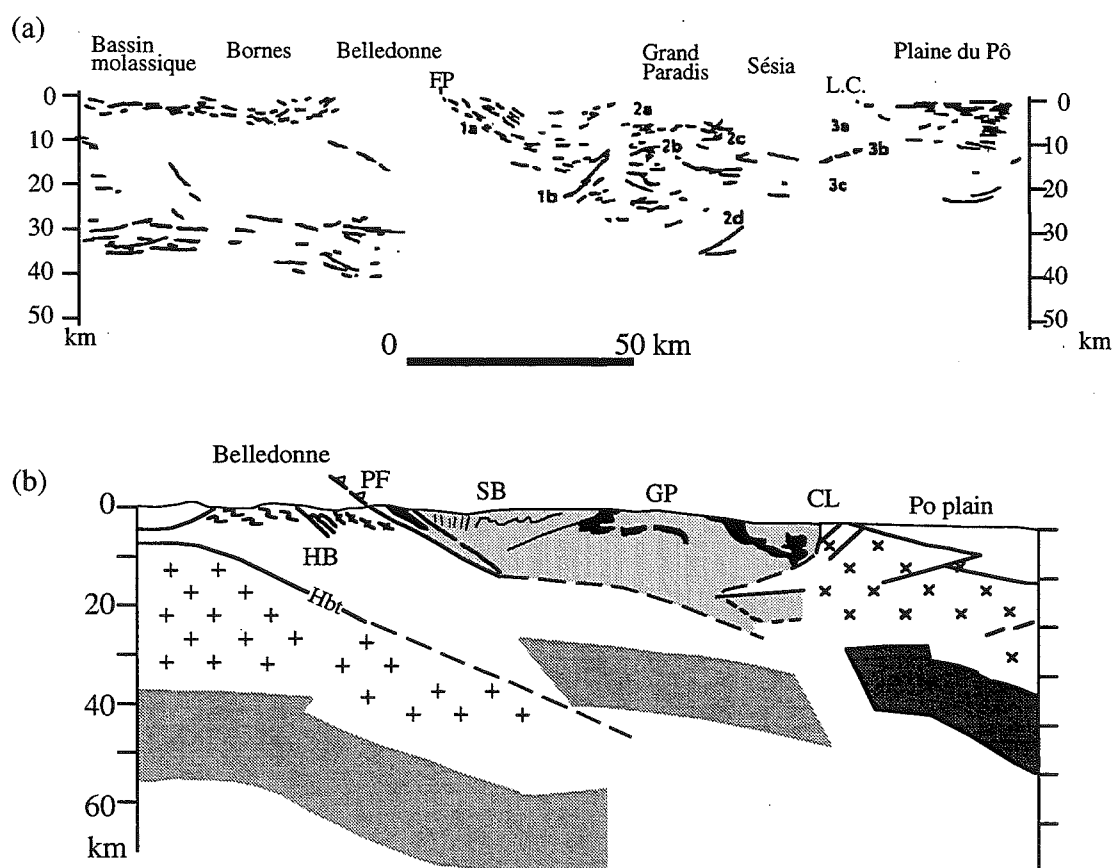 (a)
Bassin
molassique
Bornes
Belledonne
FP
Grand
Paradis
Sésia
L.C.
Plaine du Pô
0
10
20
30
40
50
km
1a
1b
2a
2b
2c
2d
3a
3b
3c
0
10
20
30
40
50
km
0 50 km
(b)
Belledonne
PF
SB
GP
CL
Po plain
0
20
40
60
km
HB
Hbt